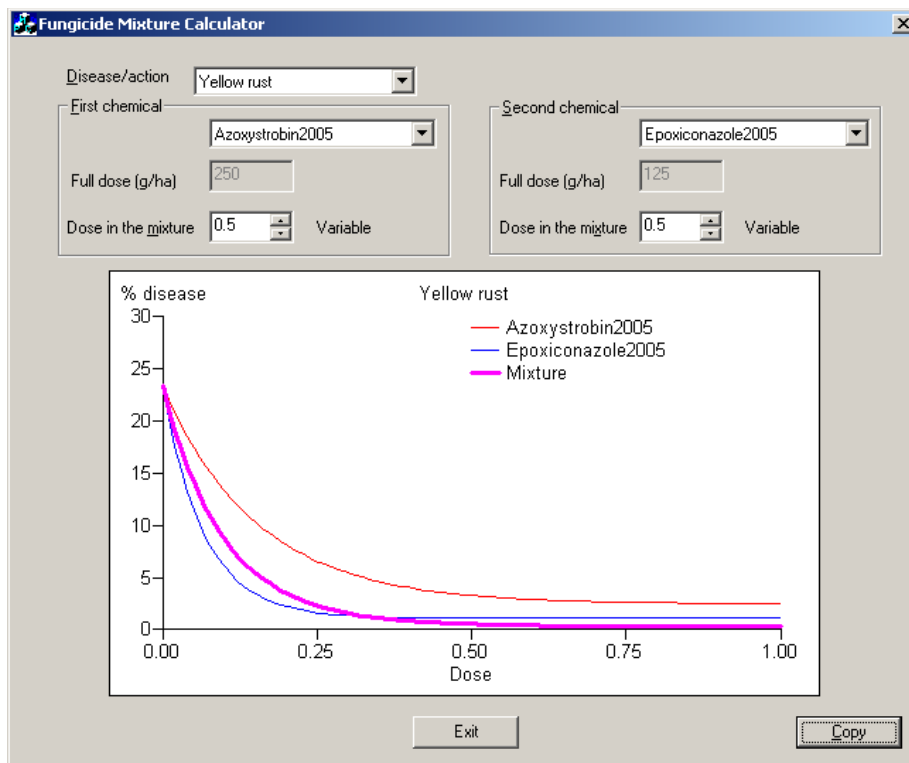 Fungicide Mixture Calculator
Disease/action Yellow rust
First chemical
Azoxystrobin2005
Full dose (g/ha) 250
Dose in the mixture 0.5 Variable
Second chemical
Epoxiconazole2005
Full dose (g/ha) 125
Dose in the mixture 0.5 Variable
% disease Yellow rust
Azoxystrobin2005
Epoxiconazole2005
Mixture
30
25
20
15
10
5
0
0.00 0.25 0.50 0.75 1.00
Dose
Exit Copy